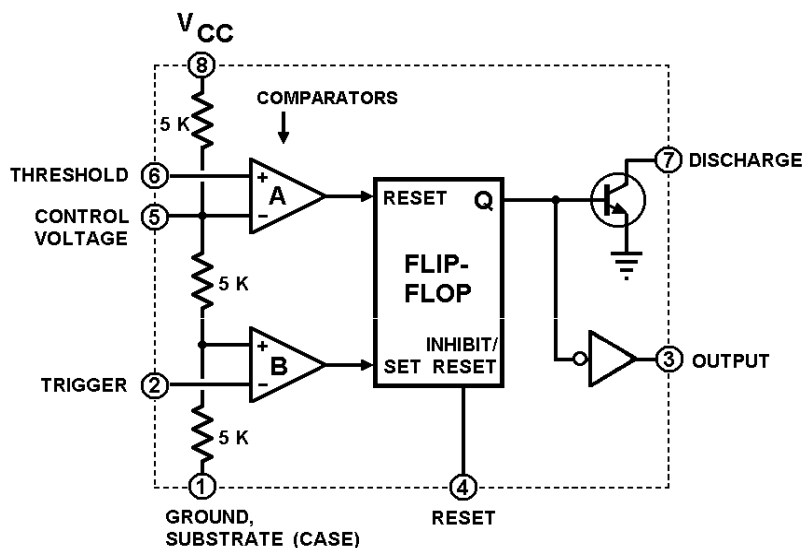 V CC
8
5 K
COMPARATORS
THRESHOLD 6
+
A
−
RESET
Q
7 DISCHARGE
CONTROL
VOLTAGE
5
5 K
FLIP-
FLOP
+
B
−
INHIBIT/
SET RESET
TRIGGER 2
3 OUTPUT
5 K
1
GROUND,
SUBSTRATE (CASE)
4
RESET